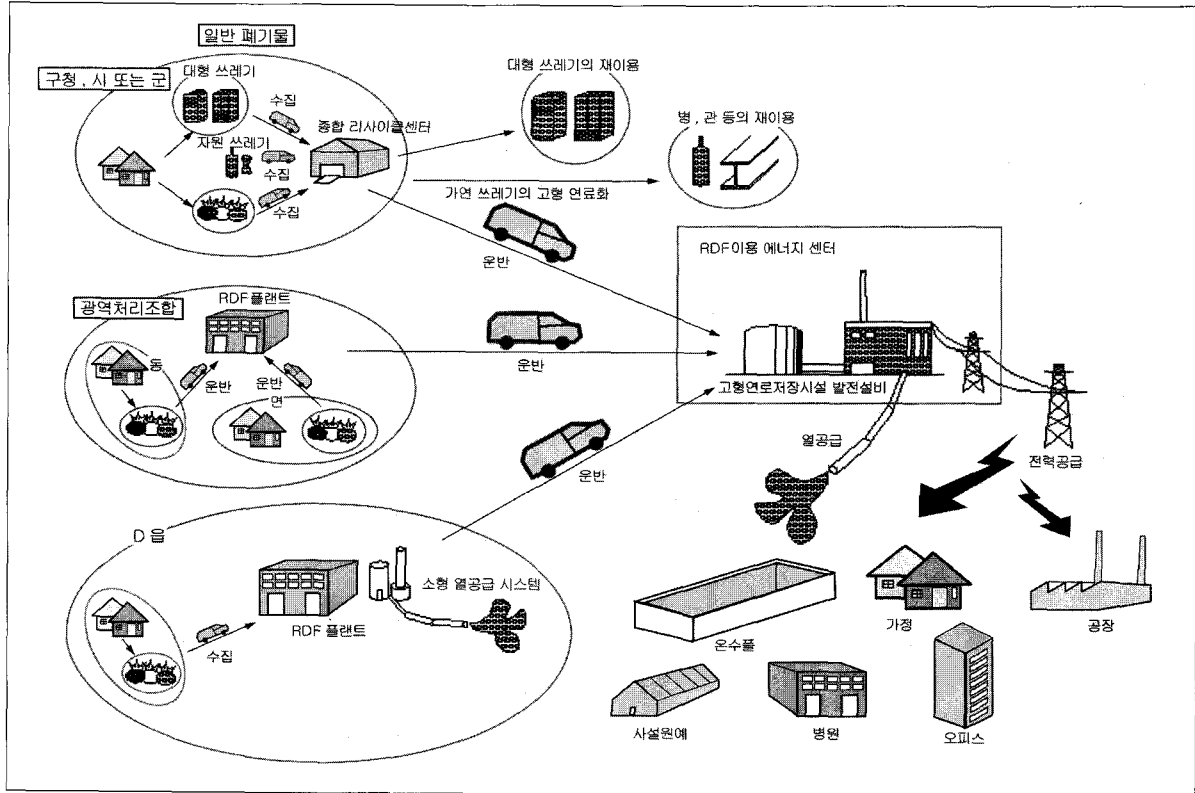 일반 폐기물
구청, 시 또는 군
대형 쓰레기
수집
종합 리사이클센터
자원 쓰레기
수집
수집
대형 쓰레기의 재이용
병, 관 등의 재이용
가연 쓰레기의 고형 연료화
운반
RDF이용 에너지 센터
고형연로저장시설 발전설비
열공급
전력공급
광역처리조합
RDF플랜트
동
운반
운반
면
운반
운반
D 읍
RDF 플랜트
소형 열공급 시스템
수집
온수풀
가정
공장
사설원예
병원
오피스